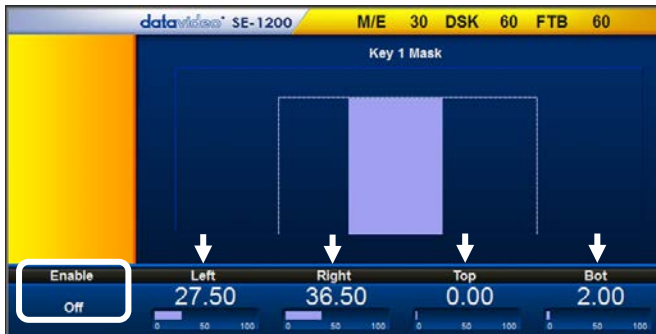 datavideo SE-1200 M/E 30 DSK 60 FTB 60
Key 1 Mask
Enable Left Right Top Bot
Off 27.50 36.50 0.00 2.00
0 50 100 0 50 100 0 50 100 0 50 100